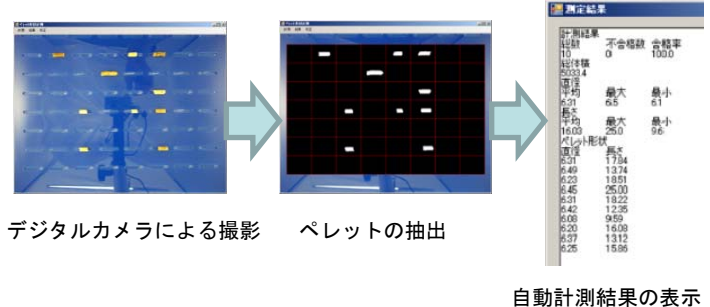 測定結果
計測結果
総数 不合格数 合格率
10 0 100.0
総体積
5033.4
直径
平均 最大 最小
6.31 6.5 6.1
長さ
平均 最大 最小
16.03 25.0 9.6
ペレット形状
直径 長さ
6.31 17.84
6.49 13.74
6.23 18.51
6.45 25.00
6.31 18.22
6.42 12.35
6.08 9.59
6.20 16.08
6.37 13.12
6.25 15.86
デジタルカメラによる撮影
ペレットの抽出
自動計測結果の表示